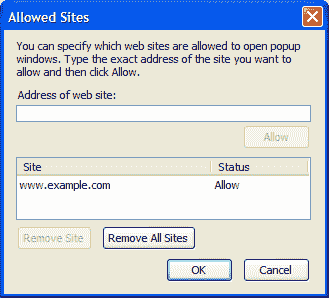 Allowed Sites
You can specify which web sites are allowed to open popup
windows. Type the exact address of the site you want to
allow and then click Allow.
Address of web site:
Allow
Site Status
www.example.com Allow
Remove Site Remove All Sites
OK Cancel